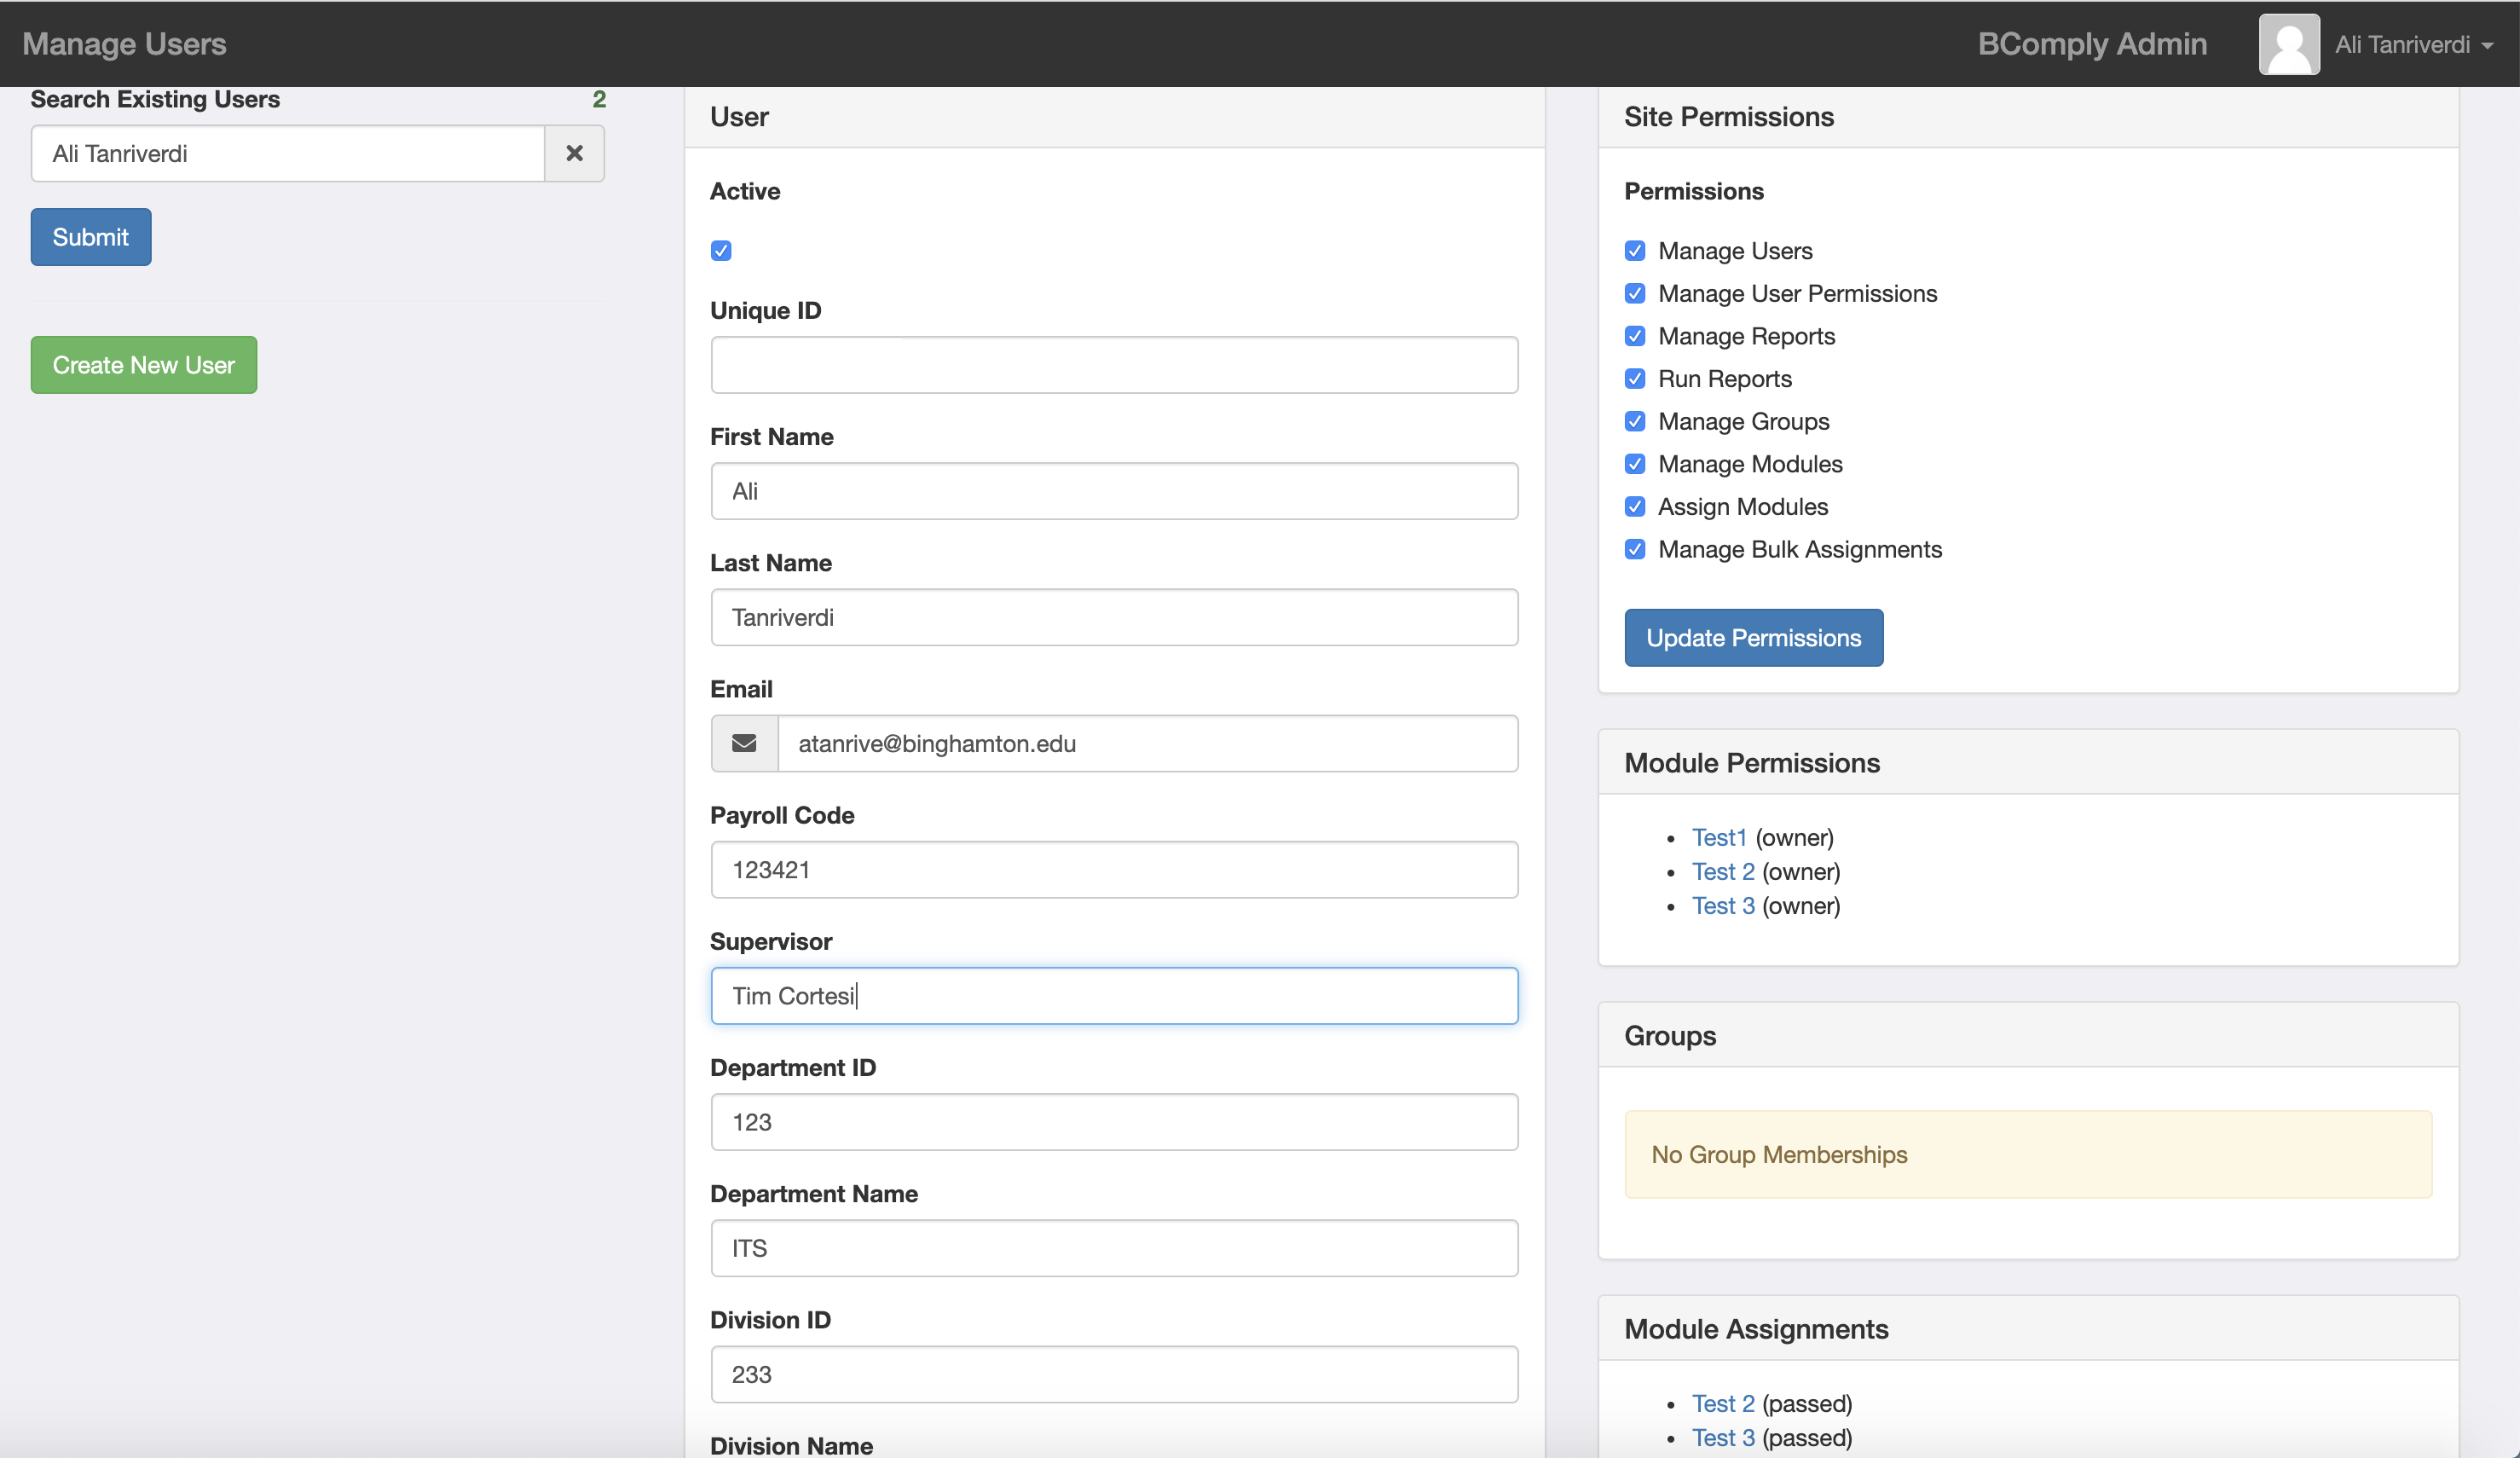 Manage Users
BComply Admin
Ali Tanriverdi
Search Existing Users 2
Ali Tanriverdi
Submit
Create New User
User
Active
Unique ID
First Name
Ali
Last Name
Tanriverdi
Email
atanrive@binghamton.edu
Payroll Code
123421
Supervisor
Tim Cortesi
Department ID
123
Department Name
ITS
Division ID
233
Division Name
Site Permissions
Permissions
Manage Users
Manage User Permissions
Manage Reports
Run Reports
Manage Groups
Manage Modules
Assign Modules
Manage Bulk Assignments
Update Permissions
Module Permissions
Test1 (owner)
Test 2 (owner)
Test 3 (owner)
Groups
No Group Memberships
Module Assignments
Test 2 (passed)
Test 3 (passed)